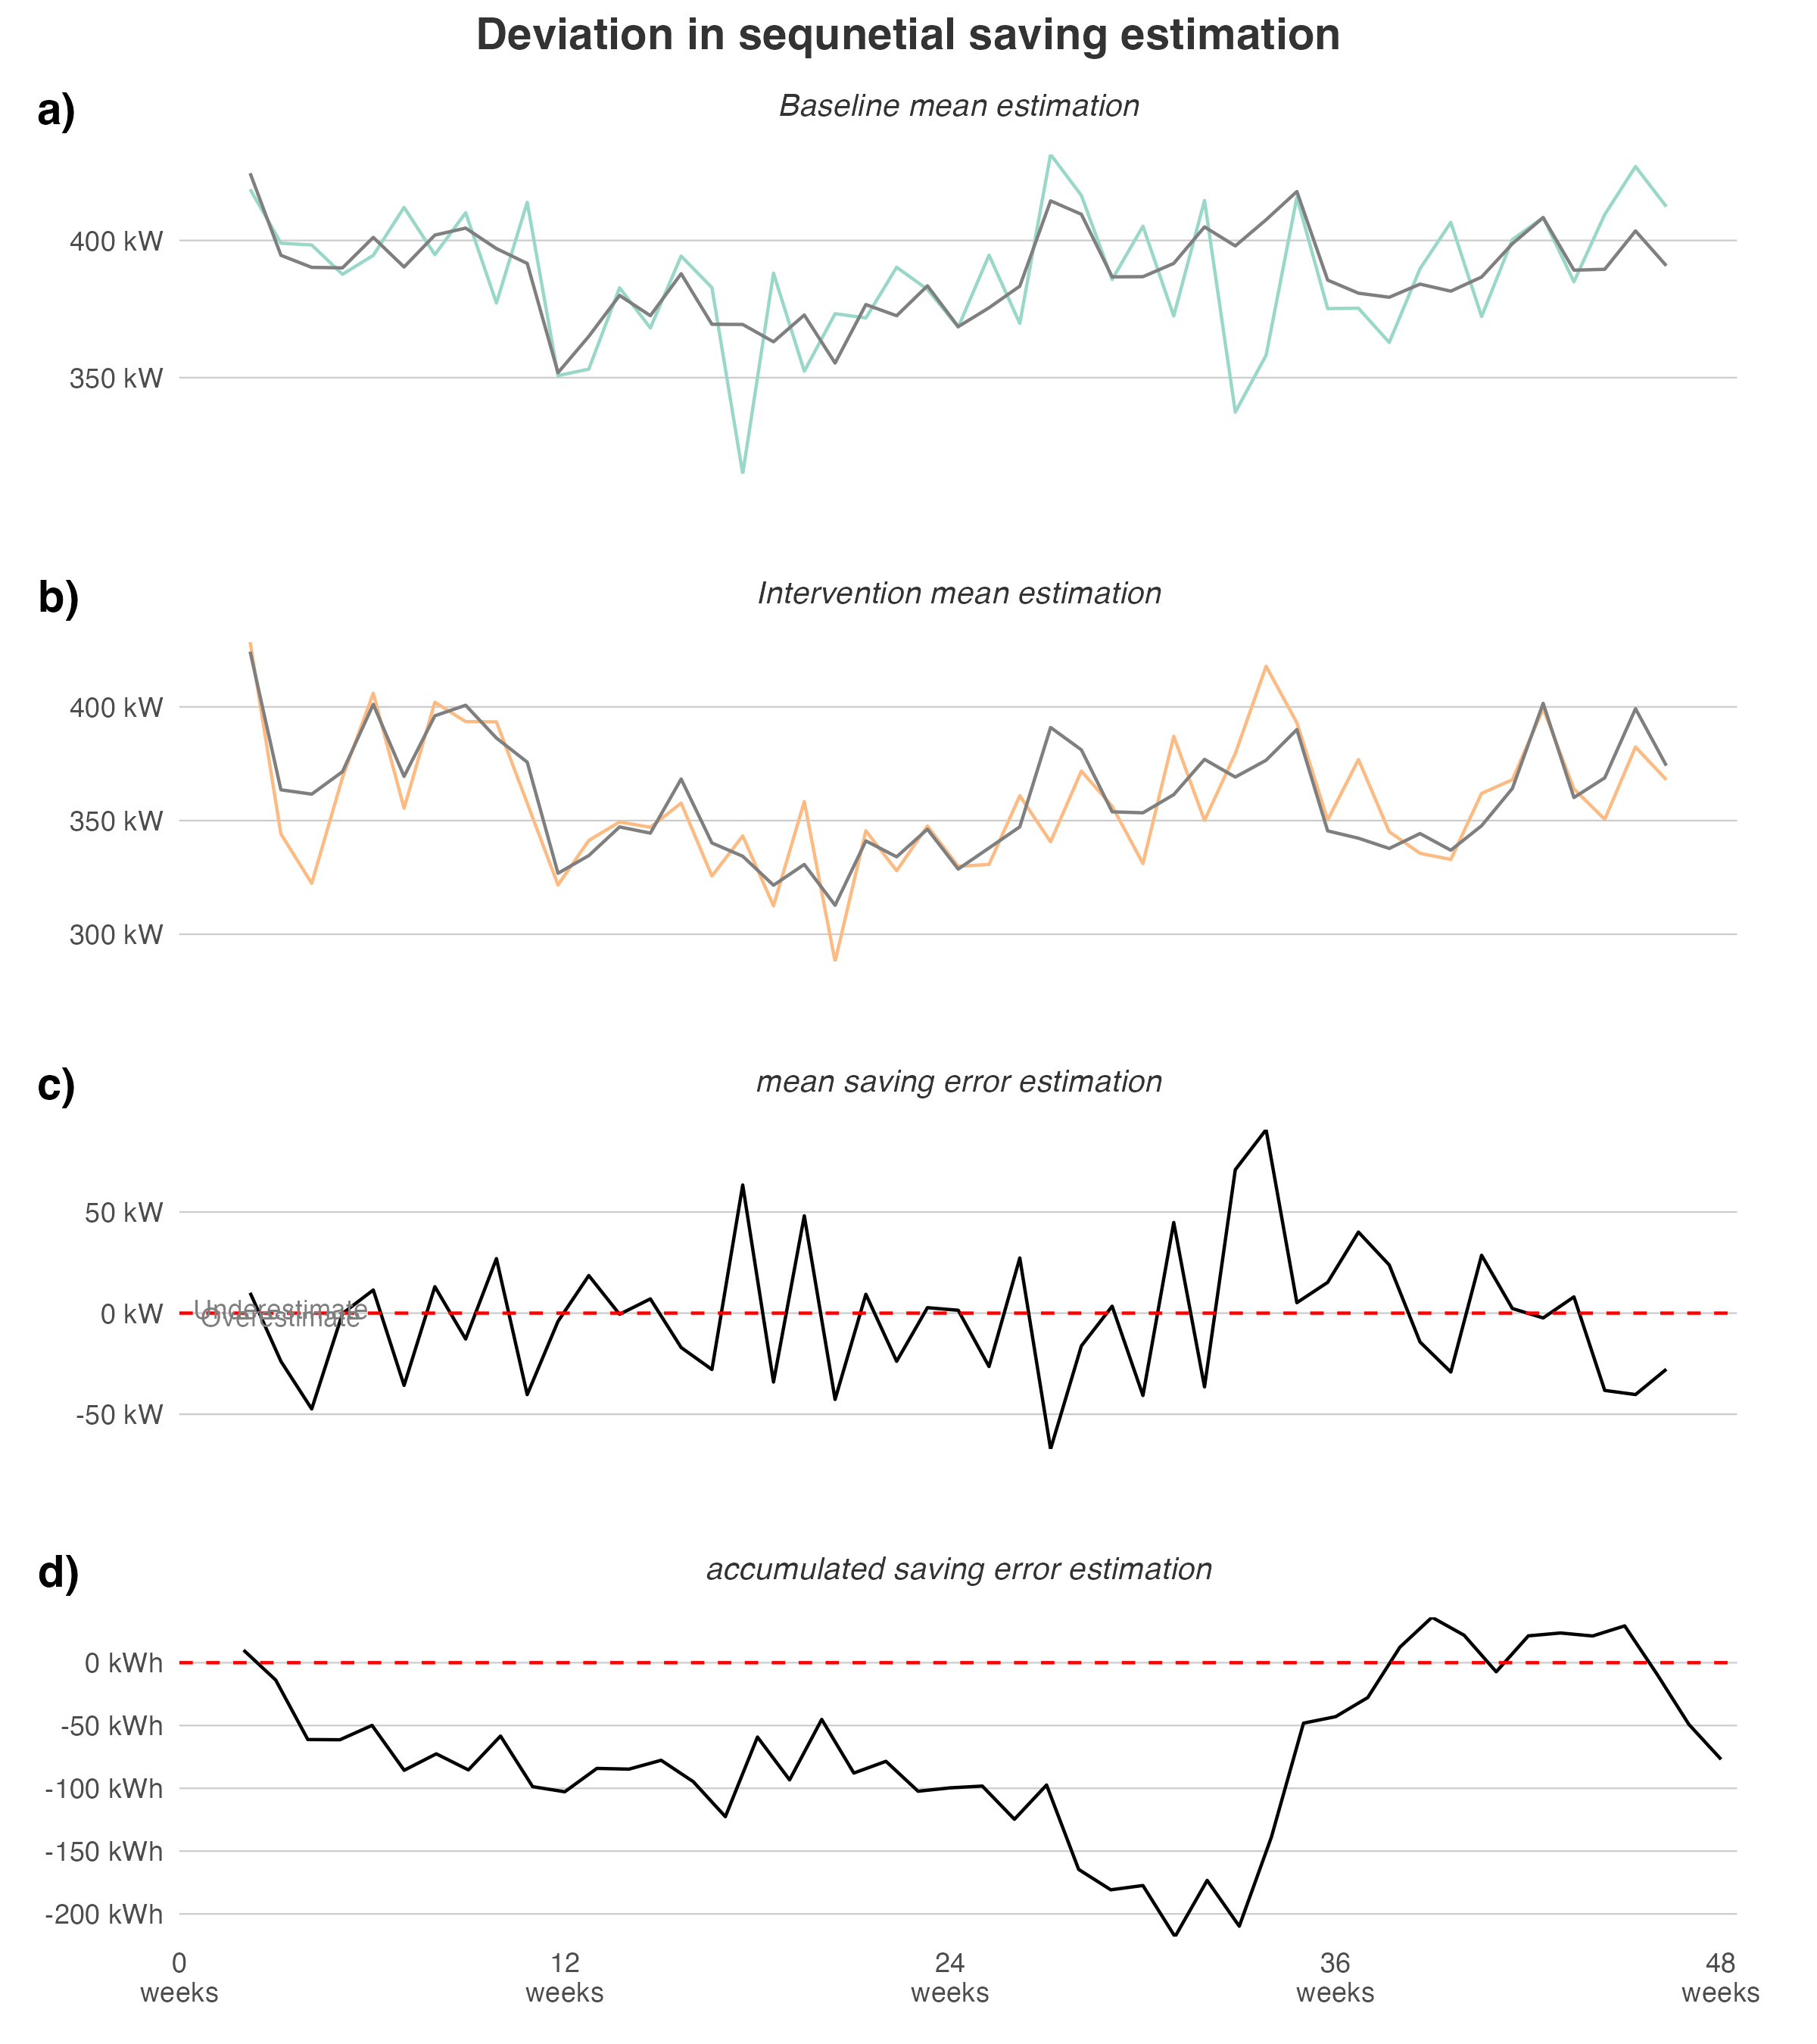 Deviation in sequnetial saving estimation
a)
Baseline mean estimation
400 kW
350 kW
b)
Intervention mean estimation
400 kW
350 kW
300 kW
c)
mean saving error estimation
50 kW
0 kW
Underestimate
Overestimate
-50 kW
d)
accumulated saving error estimation
0 kWh
-50 kWh
-100 kWh
-150 kWh
-200 kWh
0 12 24 36 48
weeks weeks weeks weeks weeks